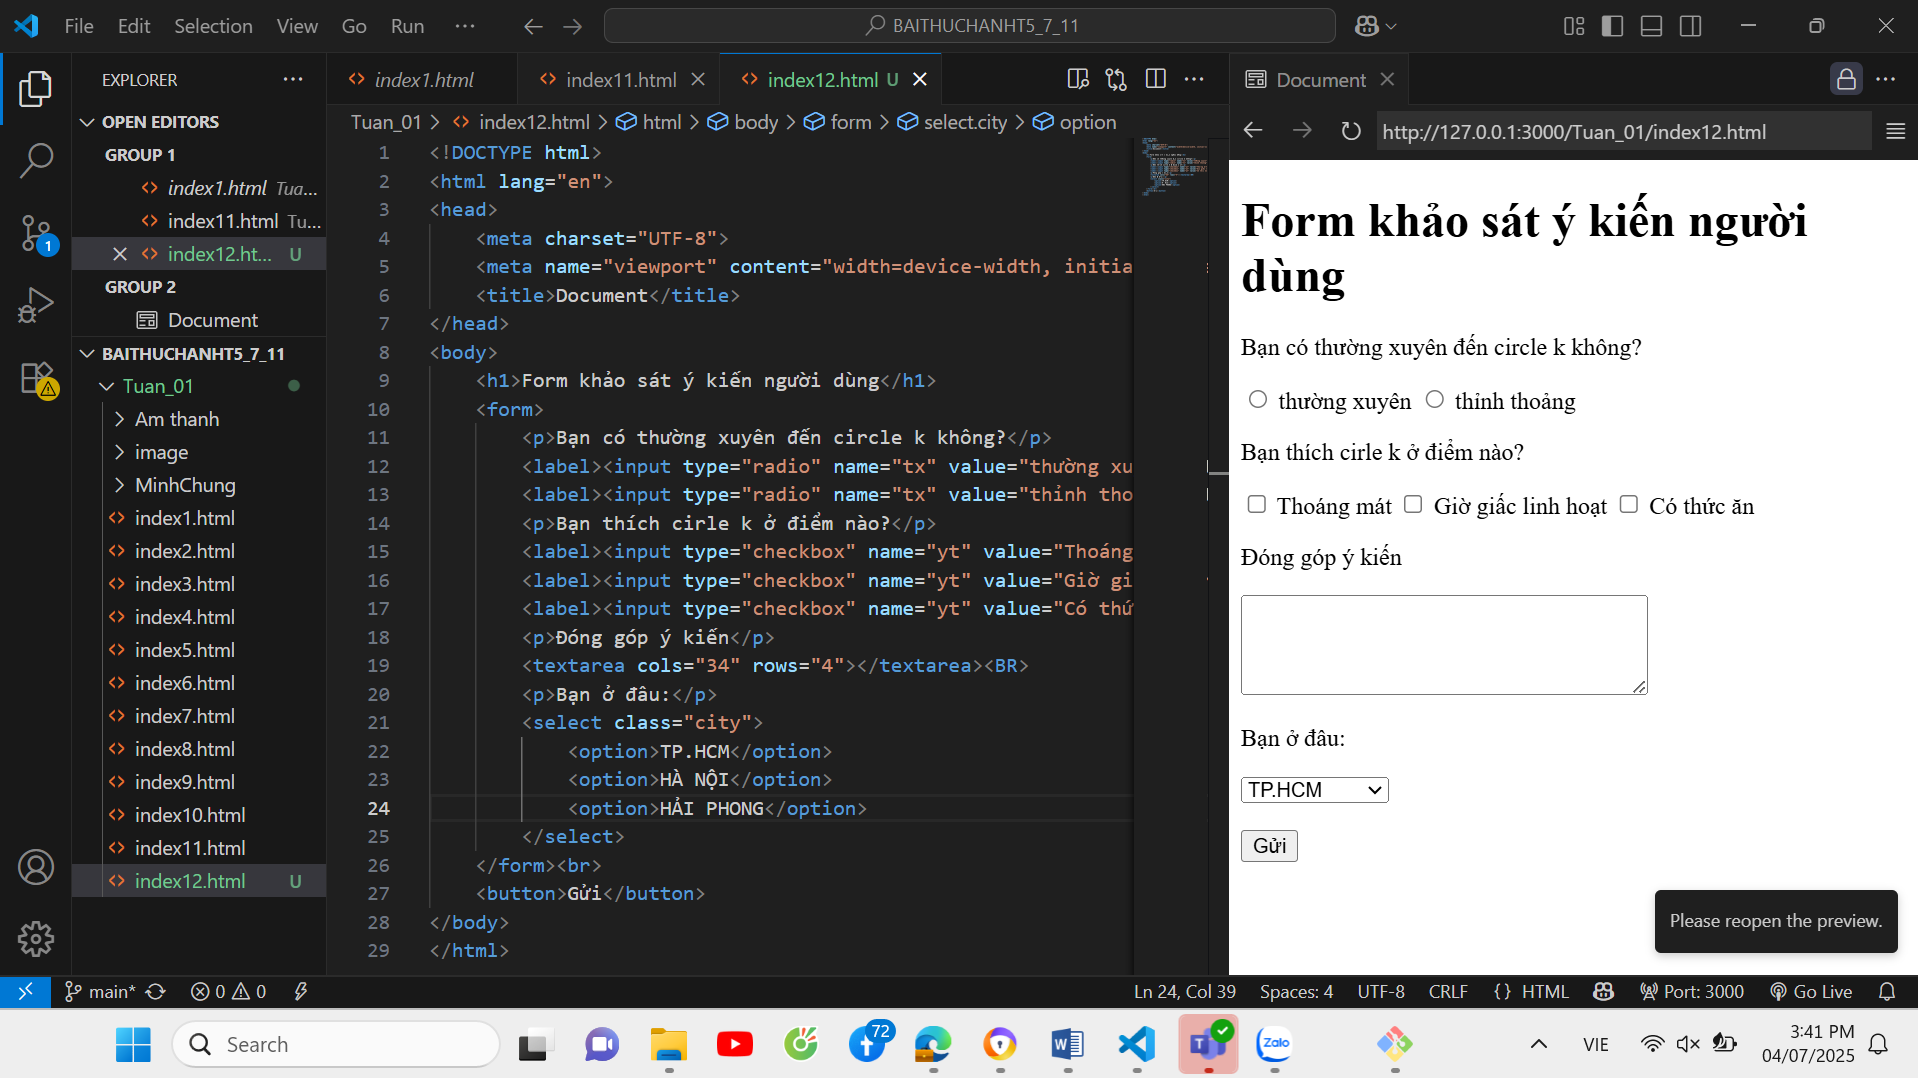 File Edit Selection View Go Run ··· BAITHUCHANHT5_7_11
EXPLORER ···
OPEN EDITORS
GROUP 1
index1.html Tua...
index11.html Tu...
index12.ht... U
GROUP 2
Document
BAITHUCHANHT5_7_11
Tuan_01
Am thanh
image
MinhChung
index1.html
index2.html
index3.html
index4.html
index5.html
index6.html
index7.html
index8.html
index9.html
index10.html
index11.html
index12.html U
1
index1.html index11.html index12.html U
Tuan_01 > index12.html > html > body > form > select.city > option
1 <!DOCTYPE html>
2 <html lang="en">
3 <head>
4 <meta charset="UTF-8">
5 <meta name="viewport" content="width=device-width, initia
6 <title>Document</title>
7 </head>
8 <body>
9 <h1>Form khảo sát ý kiến người dùng</h1>
10 <form>
11 <p>Bạn có thường xuyên đến circle k không?</p>
12 <label><input type="radio" name="tx" value="thường xu
13 <label><input type="radio" name="tx" value="thỉnh tho
14 <p>Bạn thích cirle k ở điểm nào?</p>
15 <label><input type="checkbox" name="yt" value="Thoáng
16 <label><input type="checkbox" name="yt" value="Giờ gi
17 <label><input type="checkbox" name="yt" value="Có thứ
18 <p>Đóng góp ý kiến</p>
19 <textarea cols="34" rows="4"></textarea><BR>
20 <p>Bạn ở đâu:</p>
21 <select class="city">
22 <option>TP.HCM</option>
23 <option>HÀ NỘI</option>
24 <option>HẢI PHONG</option>
25 </select>
26 </form><br>
27 <button>Gửi</button>
28 </body>
29 </html>
Document
http://127.0.0.1:3000/Tuan_01/index12.html
Form khảo sát ý kiến người
dùng
Bạn có thường xuyên đến circle k không?
thường xuyên thỉnh thoảng
Bạn thích cirle k ở điểm nào?
Thoáng mát Giờ giấc linh hoạt Có thức ăn
Đóng góp ý kiến
Bạn ở đâu:
TP.HCM
Gửi
Please reopen the preview.
main* 0 0 Ln 24, Col 39 Spaces: 4 UTF-8 CRLF {} HTML Port: 3000 Go Live
Search 72 Zalo VIE 3:41 PM
04/07/2025